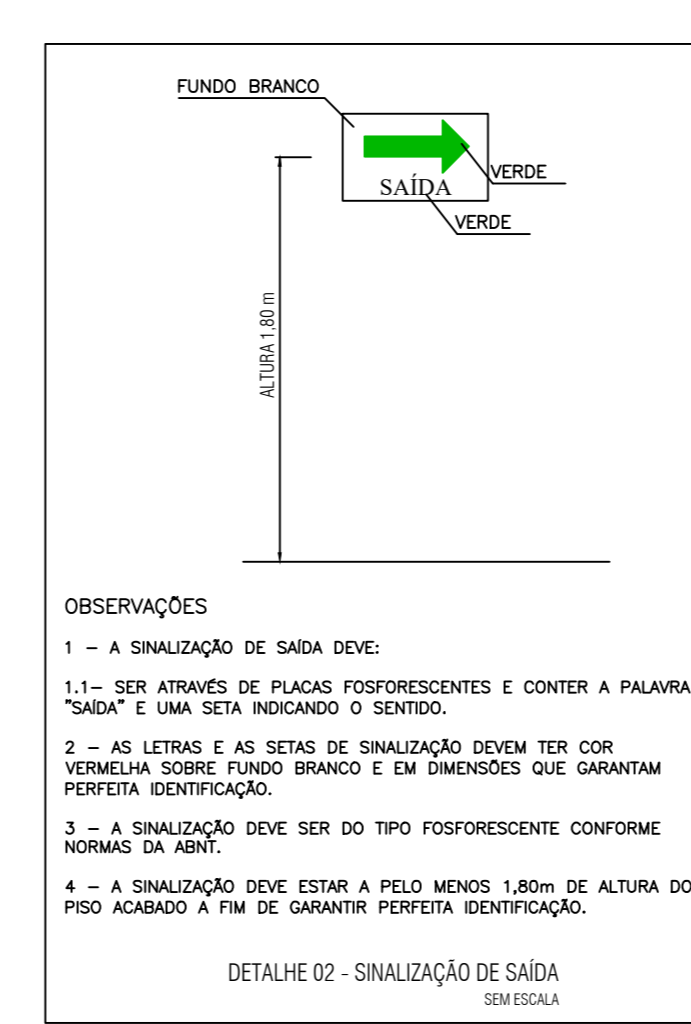 FUNDO BRANCO
VERDE
SAÍDA
VERDE
ALTURA 1,80 m
OBSERVAÇÕES
1 – A SINALIZAÇÃO DE SAÍDA DEVE:
1.1– SER ATRAVÉS DE PLACAS FOSFORESCENTES E CONTER A PALAVRA
"SAÍDA" E UMA SETA INDICANDO O SENTIDO.
2 – AS LETRAS E AS SETAS DE SINALIZAÇÃO DEVEM TER COR
VERMELHA SOBRE FUNDO BRANCO E EM DIMENSÕES QUE GARANTAM
PERFEITA IDENTIFICAÇÃO.
3 – A SINALIZAÇÃO DEVE SER DO TIPO FOSFORESCENTE CONFORME
NORMAS DA ABNT.
4 – A SINALIZAÇÃO DEVE ESTAR A PELO MENOS 1,80m DE ALTURA DO
PISO ACABADO A FIM DE GARANTIR PERFEITA IDENTIFICAÇÃO.
DETALHE 02 - SINALIZAÇÃO DE SAÍDA
SEM ESCALA